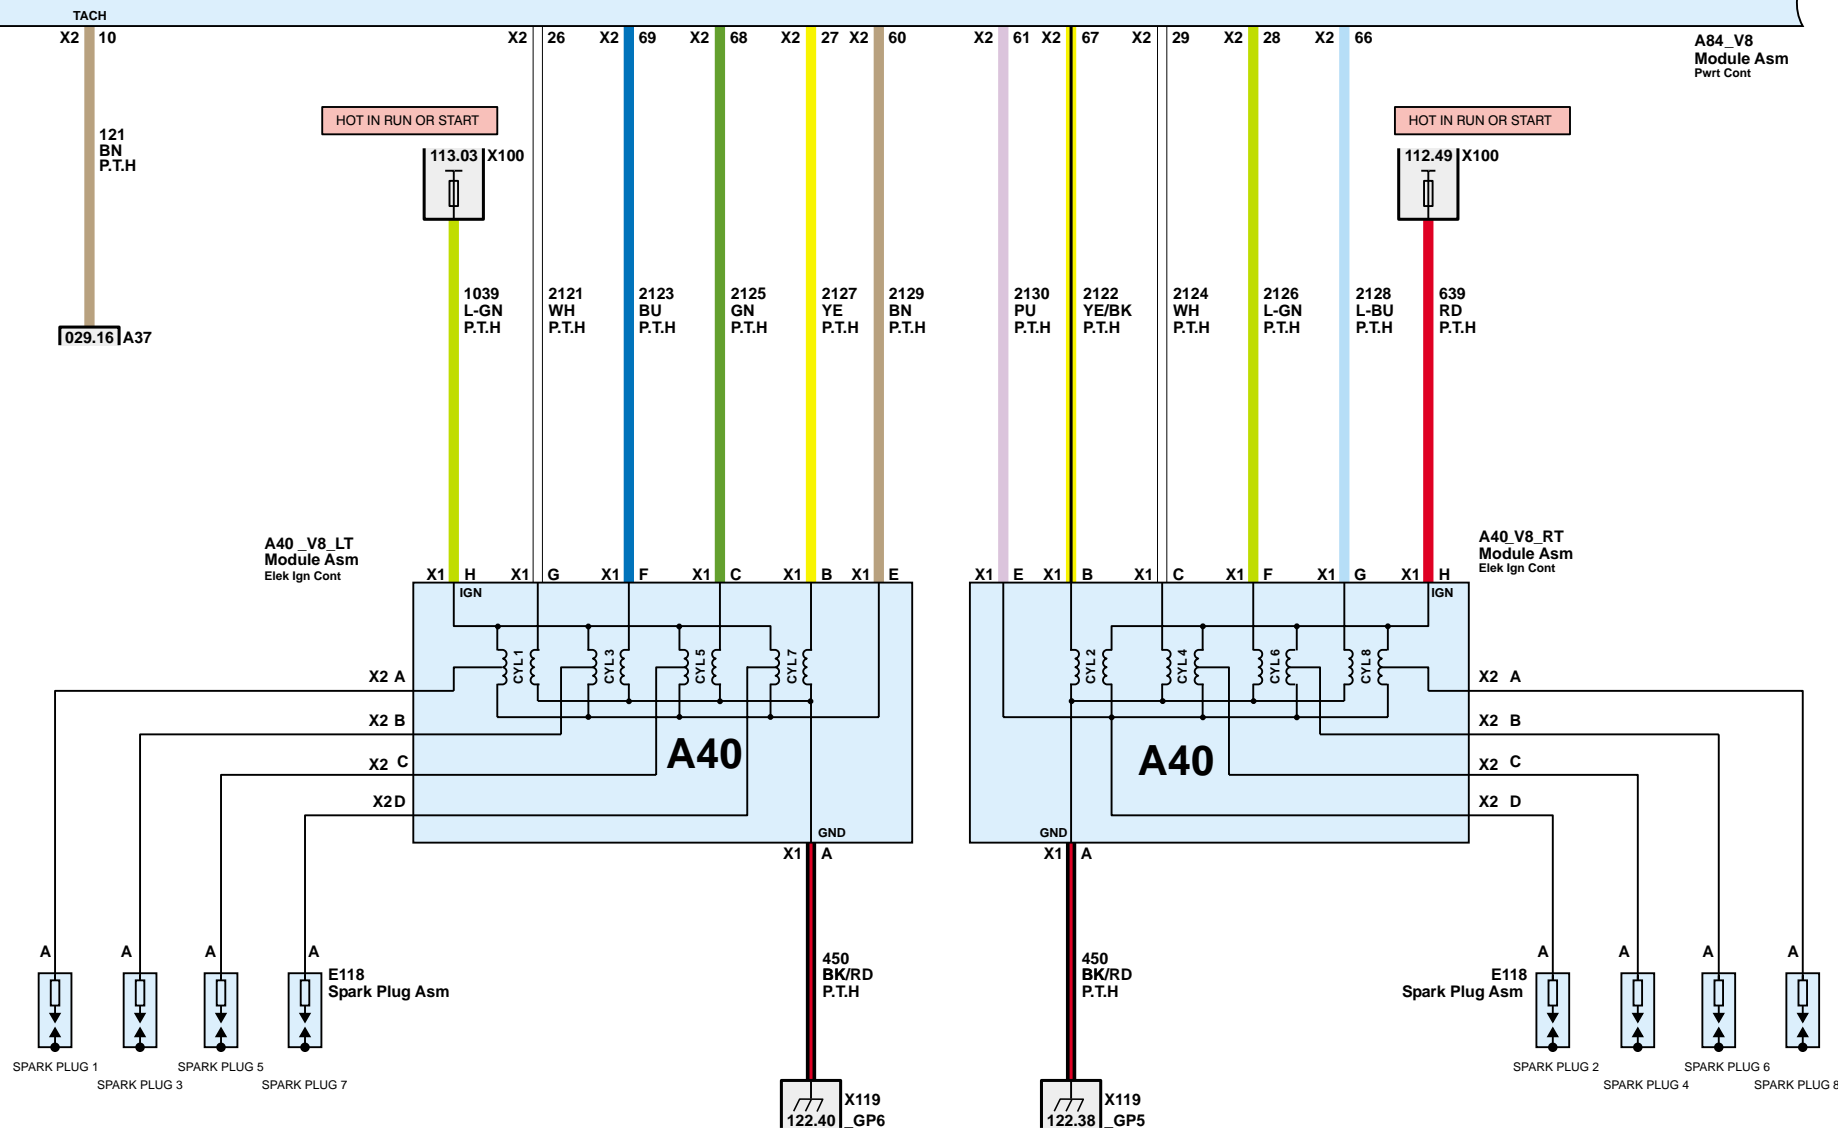 TACH
X2 10
X2 26
X2 69
X2 68
X2 27
X2 60
X2 61
X2 67
X2 29
X2 28
X2 66
A84_V8
Module Asm
Pwrt Cont
121
BN
P.T.H
029.16 A37
HOT IN RUN OR START
113.03 X100
HOT IN RUN OR START
112.49 X100
1039
L-GN
P.T.H
2121
WH
P.T.H
2123
BU
P.T.H
2125
GN
P.T.H
2127
YE
P.T.H
2129
BN
P.T.H
2130
PU
P.T.H
2122
YE/BK
P.T.H
2124
WH
P.T.H
2126
L-GN
P.T.H
2128
L-BU
P.T.H
639
RD
P.T.H
A40 _V8_LT
Module Asm
Elek Ign Cont
A40_V8_RT
Module Asm
Elek Ign Cont
X1 H
X1 G
X1 F
X1 C
X1 B
X1 E
X1 E
X1 B
X1 C
X1 F
X1 G
X1 H
IGN
IGN
CYL 1
CYL 3
CYL 5
CYL 7
CYL 2
CYL 4
CYL 6
CYL 8
X2 A
X2 B
X2 C
X2 D
A40
A40
X2 A
X2 B
X2 C
X2 D
GND
X1 A
GND
X1 A
450
BK/RD
P.T.H
450
BK/RD
P.T.H
A
A
A
A
E118
Spark Plug Asm
A
A
A
A
E118
Spark Plug Asm
SPARK PLUG 1
SPARK PLUG 3
SPARK PLUG 5
SPARK PLUG 7
SPARK PLUG 2
SPARK PLUG 4
SPARK PLUG 6
SPARK PLUG 8
X119
122.40 _GP6
X119
122.38 _GP5